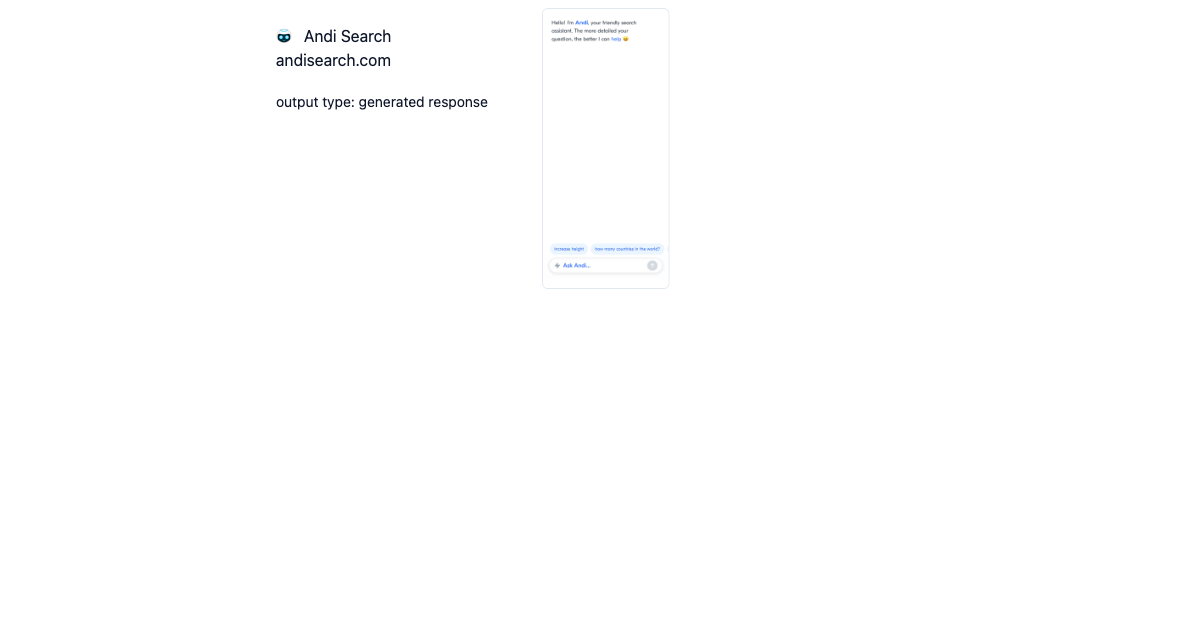 Andi Search
andisearch.com
output type: generated response
Hello! I'm Andi, your friendly search
assistant. The more detailed your
question, the better I can help 😊
increase height
how many countries in the world?
Ask Andi...